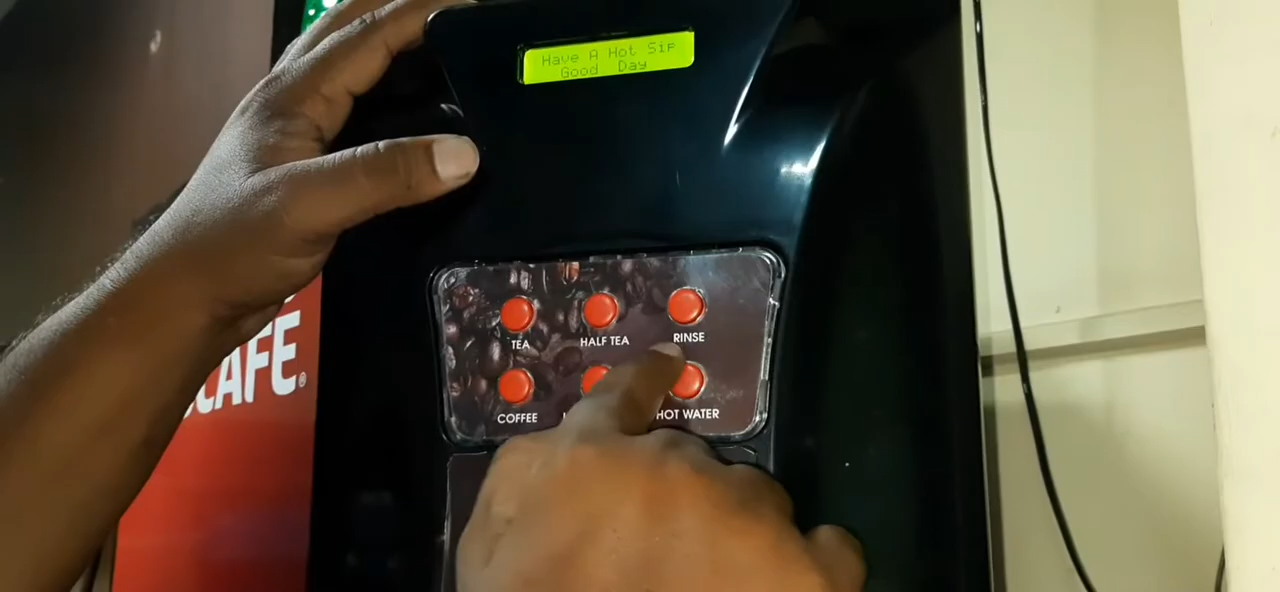 Have A Hot Sip
Good Day
TEA
HALF TEA
RINSE
COFFEE
HOT WATER
CAFE®